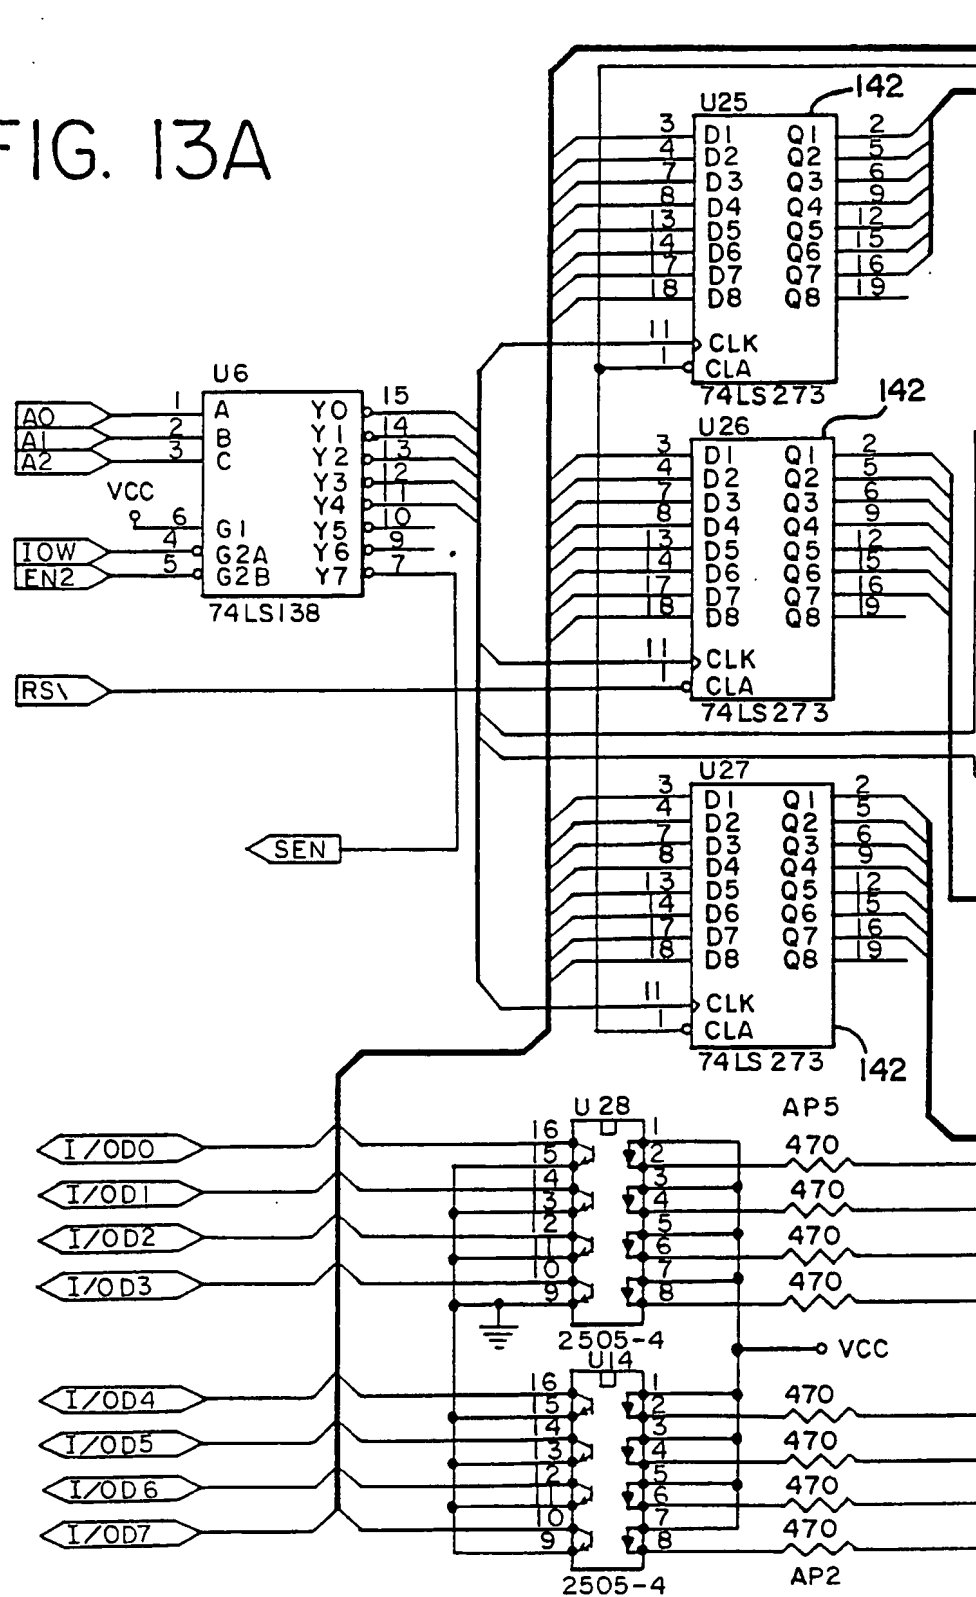 FIG. 13A
142
U25
3 D1 Q1 2
4 D2 Q2 5
7 D3 Q3 6
8 D4 Q4 9
13 D5 Q5 12
14 D6 Q6 15
17 D7 Q7 16
18 D8 Q8 19
11 CLK
1 CLA
74LS273
U6
A0 1 A Y0 15
A1 2 B Y1 14
A2 3 C Y2 13
VCC Y3 12
Y4 11
6 G1 Y5 10
IOW 4 G2A Y6 9
EN2 5 G2B Y7 7
74LS138
142
U26
3 D1 Q1 2
4 D2 Q2 5
7 D3 Q3 6
8 D4 Q4 9
13 D5 Q5 12
14 D6 Q6 15
17 D7 Q7 16
18 D8 Q8 19
11 CLK
1 CLA
74LS273
RS\
SEN
U27
3 D1 Q1 2
4 D2 Q2 5
7 D3 Q3 6
8 D4 Q4 9
13 D5 Q5 12
14 D6 Q6 15
17 D7 Q7 16
18 D8 Q8 19
11 CLK
1 CLA
74LS273
142
U28 AP5
I/OD0 16 1
15 2 470
I/OD1 14 3
13 4 470
I/OD2 12 5
11 6 470
I/OD3 10 7
9 8 470
2505-4
VCC
U14
I/OD4 16 1
15 2 470
I/OD5 14 3
13 4 470
I/OD6 12 5
11 6 470
I/OD7 10 7
9 8 470
2505-4
AP2